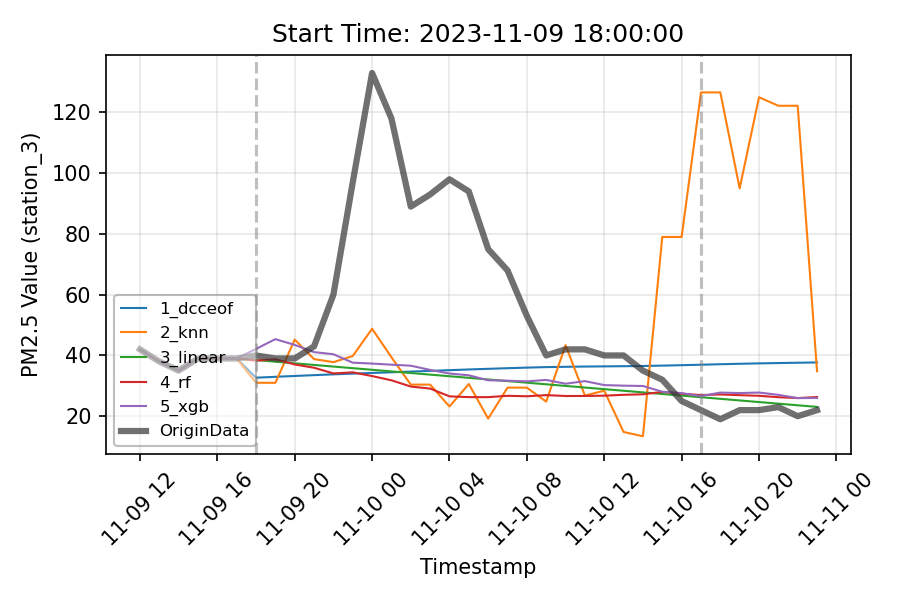 Start Time: 2023-11-09 18:00:00
PM2.5 Value (station_3)
120
100
80
60
40
20
1_dcceof
2_knn
3_linear
4_rf
5_xgb
OriginData
11-09 12
11-09 16
11-09 20
11-10 00
11-10 04
11-10 08
11-10 12
11-10 16
11-10 20
11-11 00
Timestamp